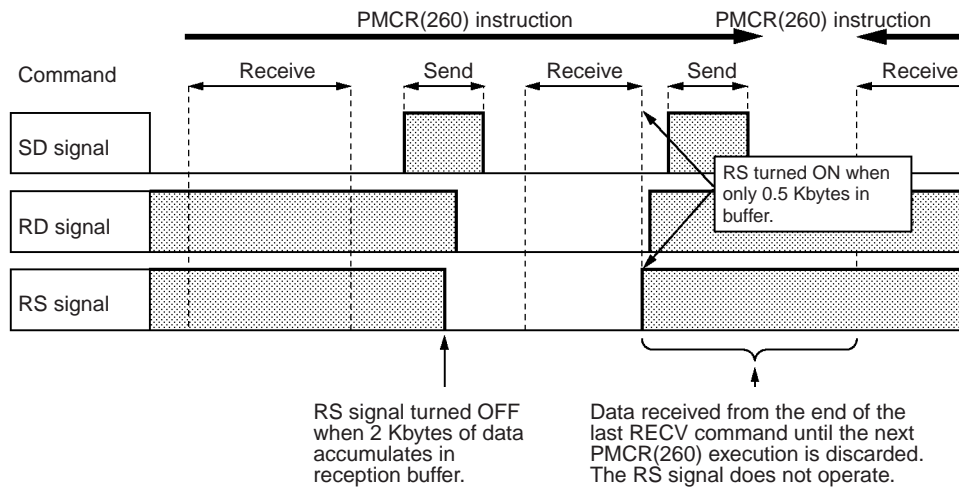 PMCR(260) instruction
PMCR(260) instruction
Command
Receive
Send
Receive
Send
Receive
SD signal
RS turned ON when
only 0.5 Kbytes in
buffer.
RD signal
RS signal
RS signal turned OFF
when 2 Kbytes of data
accumulates in
reception buffer.
Data received from the end of the
last RECV command until the next
PMCR(260) execution is discarded.
The RS signal does not operate.